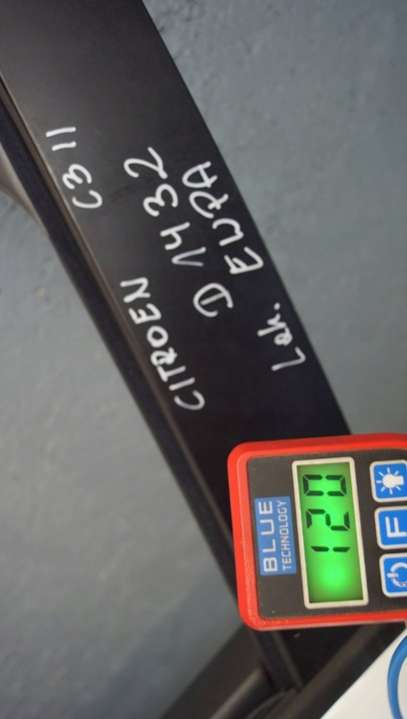 CITROEN C3 II
D 1432
Lak. EWPA
BLUE
TECHNOLOGY
120
F